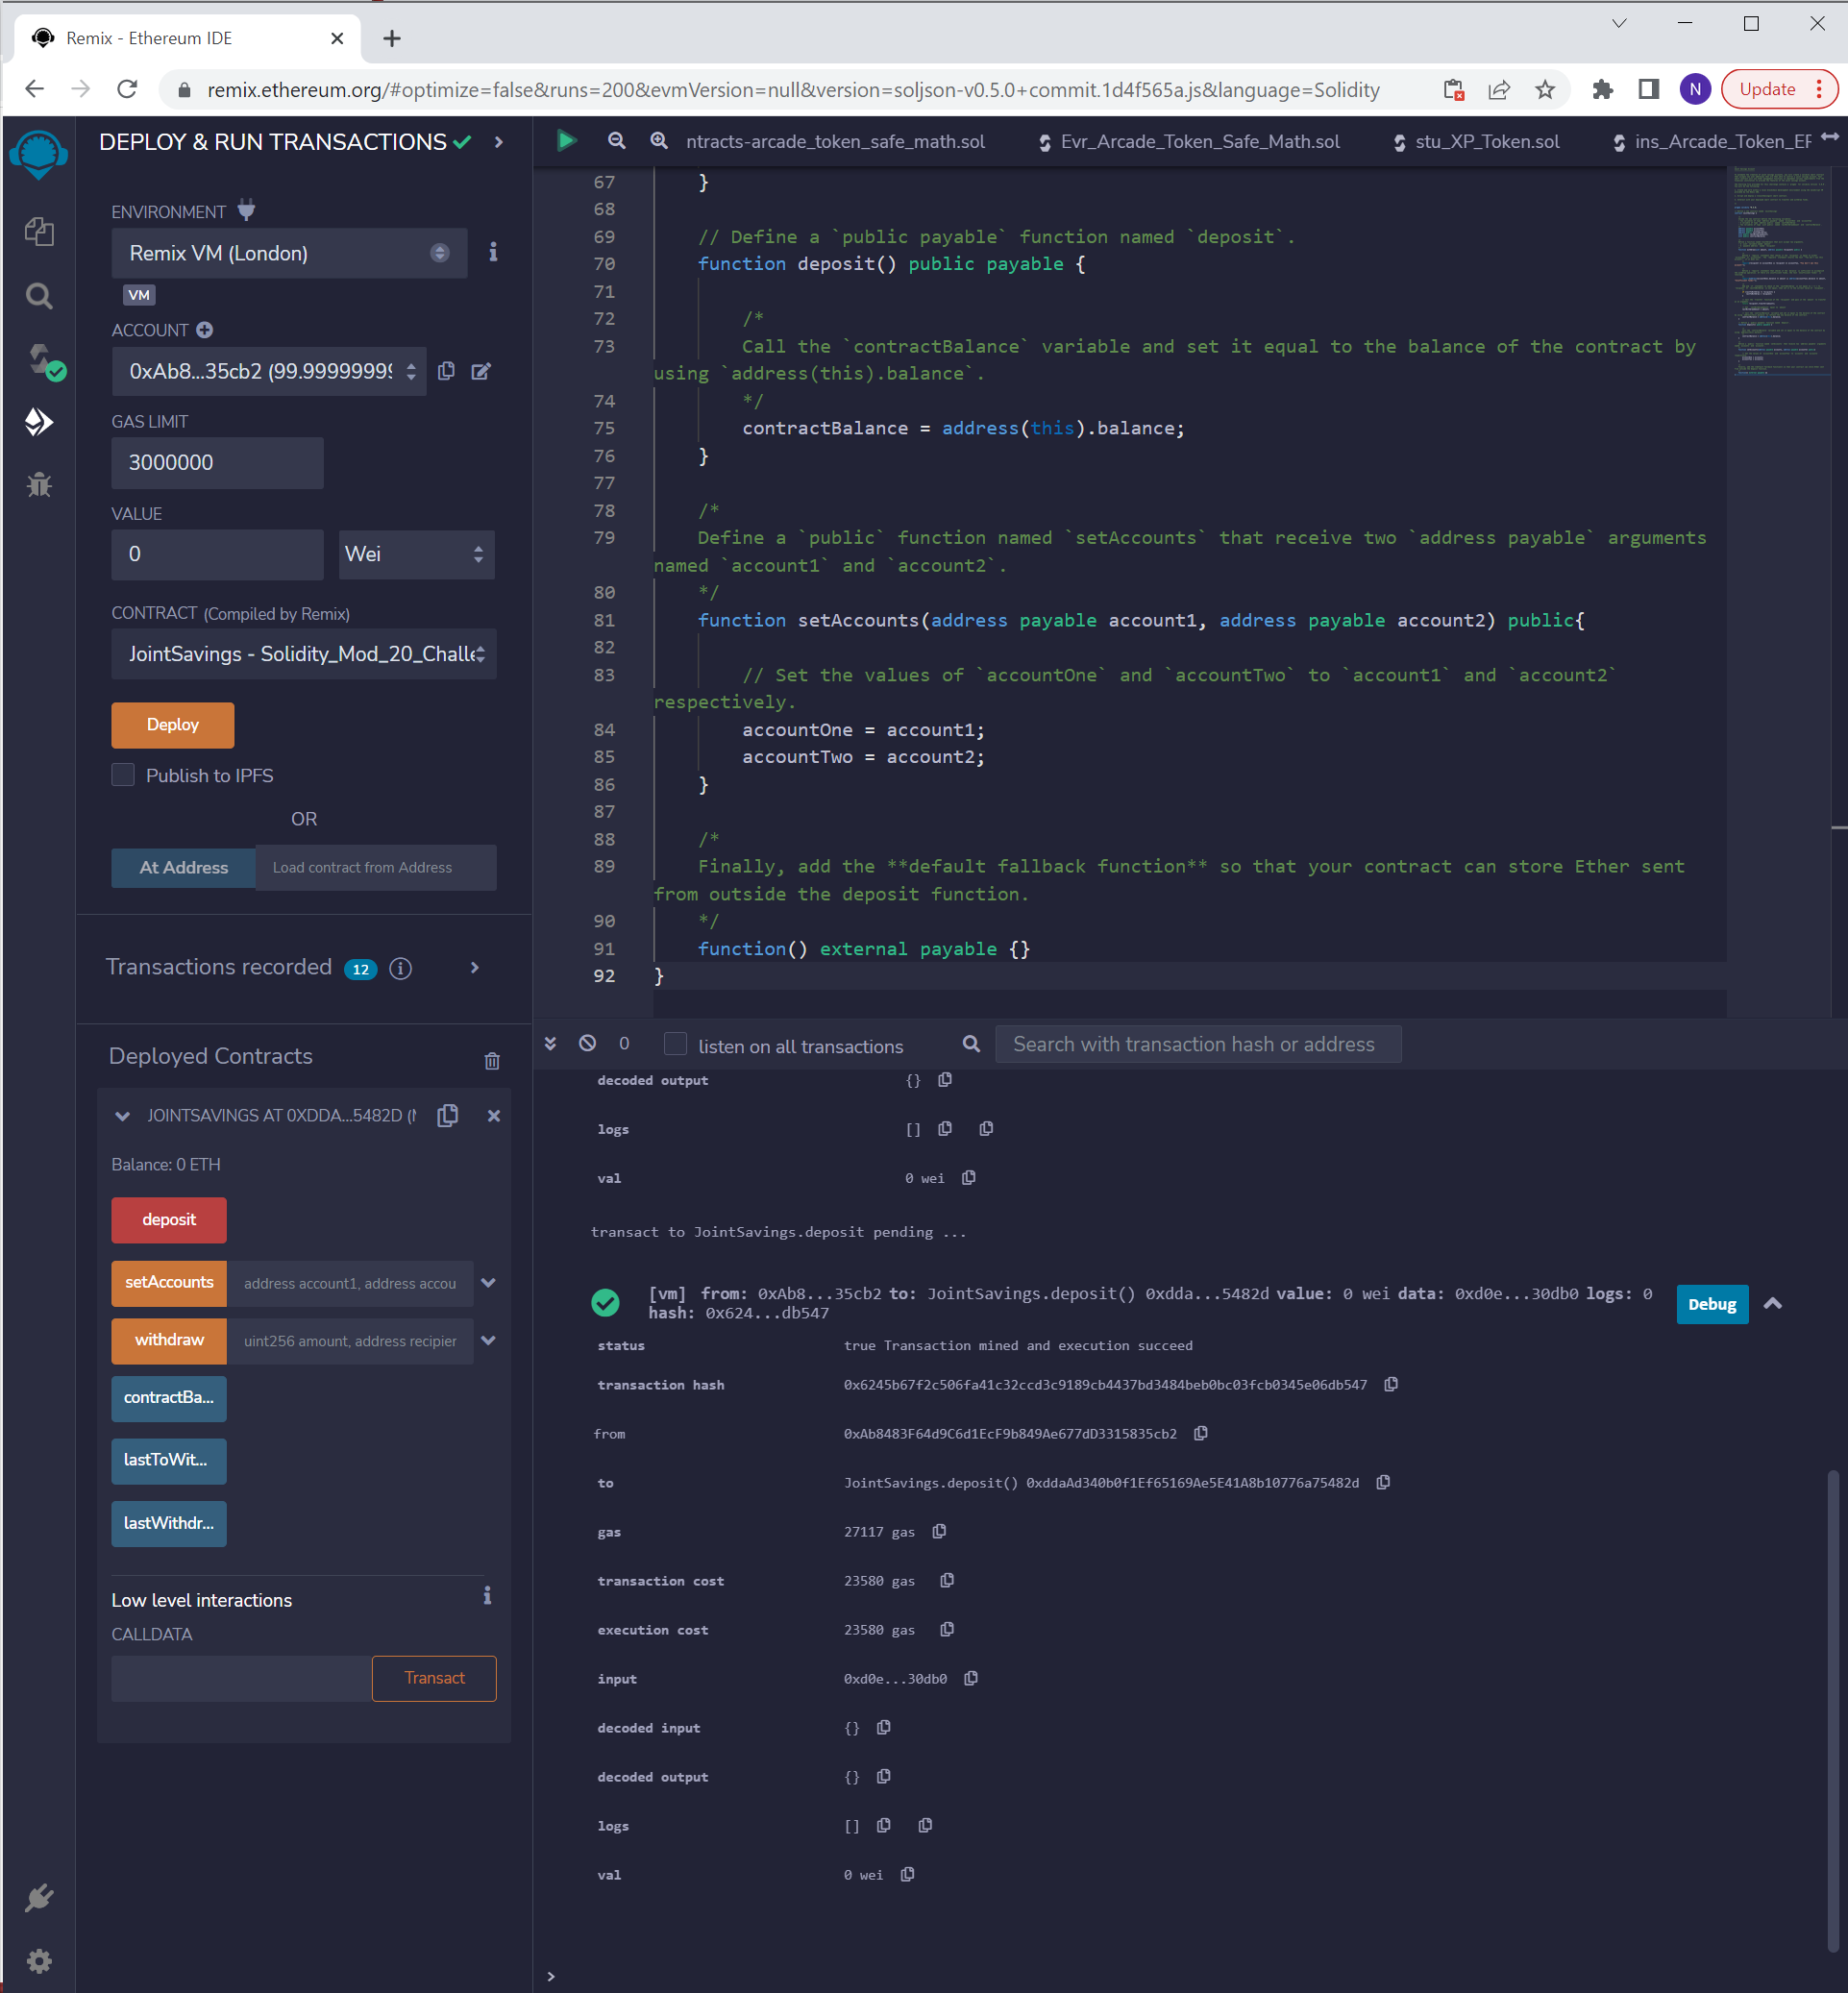 Remix - Ethereum IDE
remix.ethereum.org/#optimize=false&runs=200&evmVersion=null&version=soljson-v0.5.0+commit.1d4f565a.js&language=Solidity
N
Update
DEPLOY & RUN TRANSACTIONS
ENVIRONMENT
Remix VM (London)
VM
ACCOUNT
0xAb8...35cb2 (99.99999999
GAS LIMIT
3000000
VALUE
0
Wei
CONTRACT (Compiled by Remix)
JointSavings - Solidity_Mod_20_Challe
Deploy
Publish to IPFS
OR
At Address
Load contract from Address
Transactions recorded 12
Deployed Contracts
JOINTSAVINGS AT 0XDDA...5482D (M
Balance: 0 ETH
deposit
setAccounts
address account1, address accou
withdraw
uint256 amount, address recipier
contractBa...
lastToWit...
lastWithdr...
Low level interactions
CALLDATA
Transact
ntracts-arcade_token_safe_math.sol
Evr_Arcade_Token_Safe_Math.sol
stu_XP_Token.sol
ins_Arcade_Token_EF
67 }
68
69 // Define a `public payable` function named `deposit`.
70 function deposit() public payable {
71
72 /*
73 Call the `contractBalance` variable and set it equal to the balance of the contract by
using `address(this).balance`.
74 */
75 contractBalance = address(this).balance;
76 }
77
78 /*
79 Define a `public` function named `setAccounts` that receive two `address payable` arguments
named `account1` and `account2`.
80 */
81 function setAccounts(address payable account1, address payable account2) public{
82
83 // Set the values of `accountOne` and `accountTwo` to `account1` and `account2`
respectively.
84 accountOne = account1;
85 accountTwo = account2;
86 }
87
88 /*
89 Finally, add the **default fallback function** so that your contract can store Ether sent
from outside the deposit function.
90 */
91 function() external payable {}
92 }
0
listen on all transactions
Search with transaction hash or address
decoded output {}
logs []
val 0 wei
transact to JointSavings.deposit pending ...
[vm] from: 0xAb8...35cb2 to: JointSavings.deposit() 0xdda...5482d value: 0 wei data: 0xd0e...30db0 logs: 0
hash: 0x624...db547
Debug
status true Transaction mined and execution succeed
transaction hash 0x6245b67f2c506fa41c32ccd3c9189cb4437bd3484beb0bc03fcb0345e06db547
from 0xAb8483F64d9C6d1EcF9b849Ae677dD3315835cb2
to JointSavings.deposit() 0xddaAd340b0f1Ef65169Ae5E41A8b10776a75482d
gas 27117 gas
transaction cost 23580 gas
execution cost 23580 gas
input 0xd0e...30db0
decoded input {}
decoded output {}
logs []
val 0 wei
>